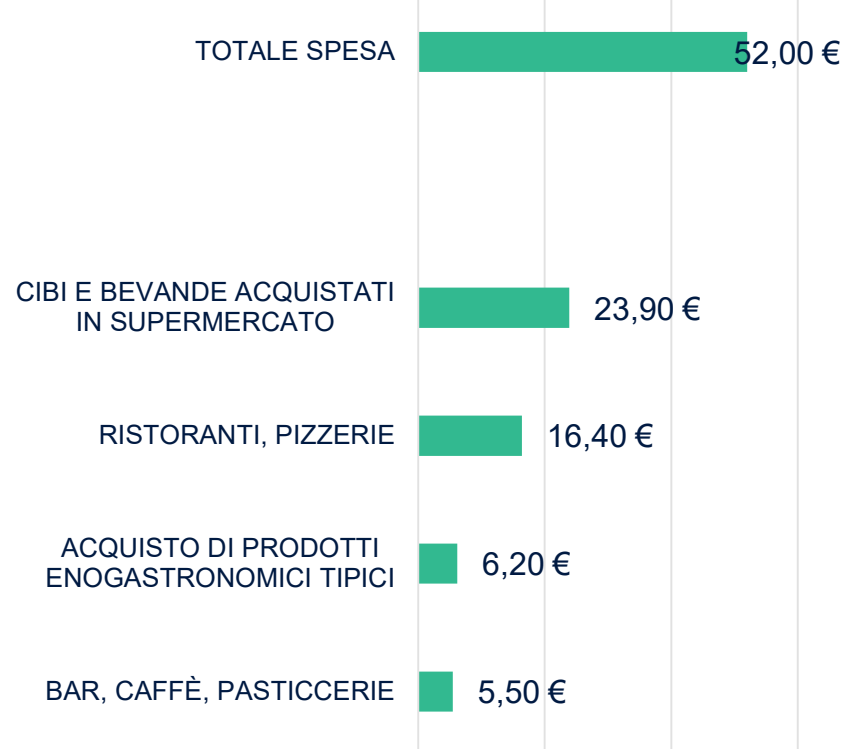 TOTALE SPESA
52,00 €
CIBI E BEVANDE ACQUISTATI
IN SUPERMERCATO
23,90 €
RISTORANTI, PIZZERIE
16,40 €
ACQUISTO DI PRODOTTI
ENOGASTRONOMICI TIPICI
6,20 €
BAR, CAFFÈ, PASTICCERIE
5,50 €